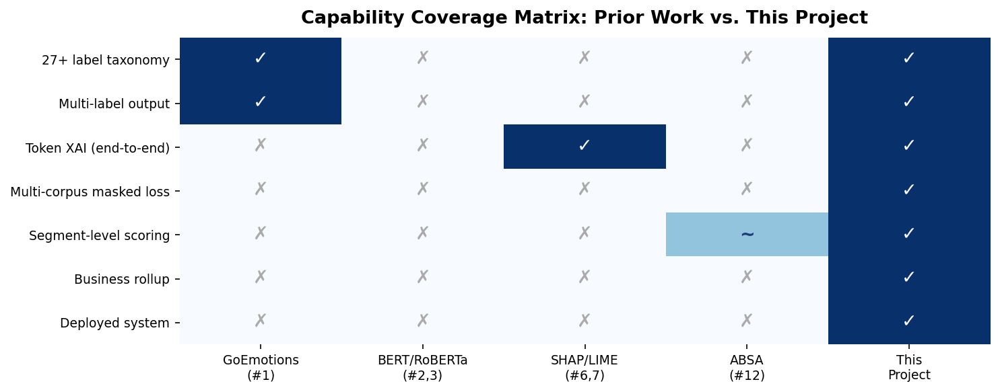 Capability Coverage Matrix: Prior Work vs. This Project
27+ label taxonomy ✓ ✗ ✗ ✗ ✓
Multi-label output ✓ ✗ ✗ ✗ ✓
Token XAI (end-to-end) ✗ ✗ ✓ ✗ ✓
Multi-corpus masked loss ✗ ✗ ✗ ✗ ✓
Segment-level scoring ✗ ✗ ✗ ~ ✓
Business rollup ✗ ✗ ✗ ✗ ✓
Deployed system ✗ ✗ ✗ ✗ ✓
GoEmotions BERT/RoBERTa SHAP/LIME ABSA This
(#1) (#2,3) (#6,7) (#12) Project